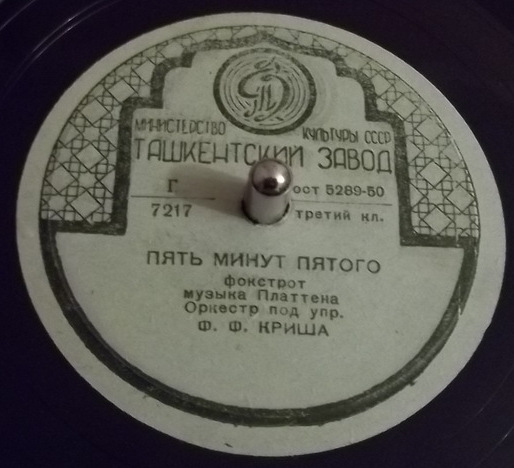 МИНИСТЕРСТВО КУЛЬТУРЫ СССР
ТАШКЕНТСКИЙ ЗАВОД
Г ост 5289-50
7217 третий кл.
ПЯТЬ МИНУТ ПЯТОГО
фокстрот
музыка Платтена
Оркестр под упр.
Ф. Ф. КРИША